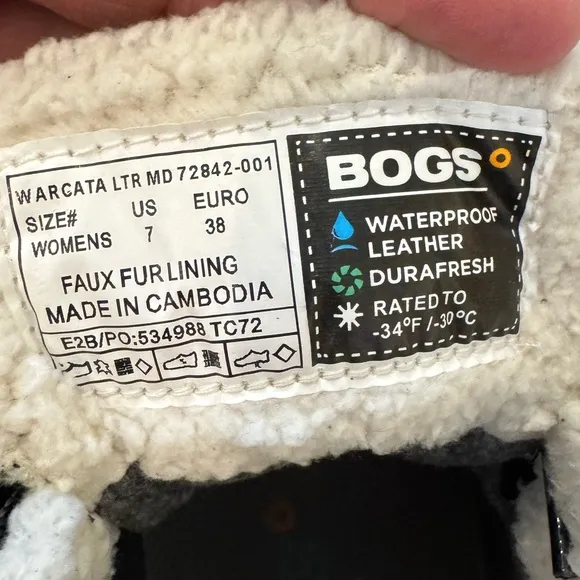 W ARCATA LTR MD 72842-001
SIZE# US EURO
WOMENS 7 38
FAUX FUR LINING
MADE IN CAMBODIA
E2B/PO:534988 TC72
BOGS
WATERPROOF
LEATHER
DURAFRESH
RATED TO
-34°F /-30°C